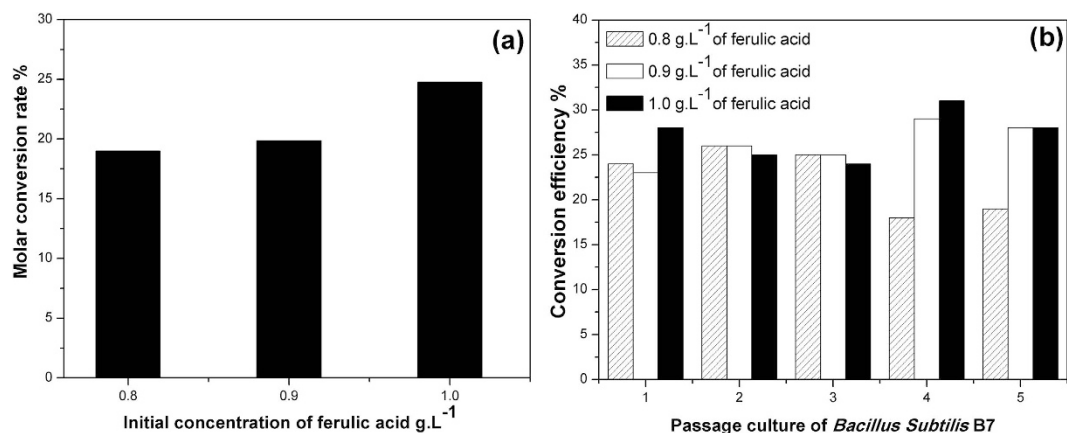 (a)
Molar conversion rate %
30
25
20
15
10
5
0
0.8 0.9 1.0
Initial concentration of ferulic acid g.L⁻¹
(b)
0.8 g.L⁻¹ of ferulic acid
0.9 g.L⁻¹ of ferulic acid
1.0 g.L⁻¹ of ferulic acid
Conversion efficiency %
40
35
30
25
20
15
10
5
0
1 2 3 4 5
Passage culture of Bacillus Subtilis B7